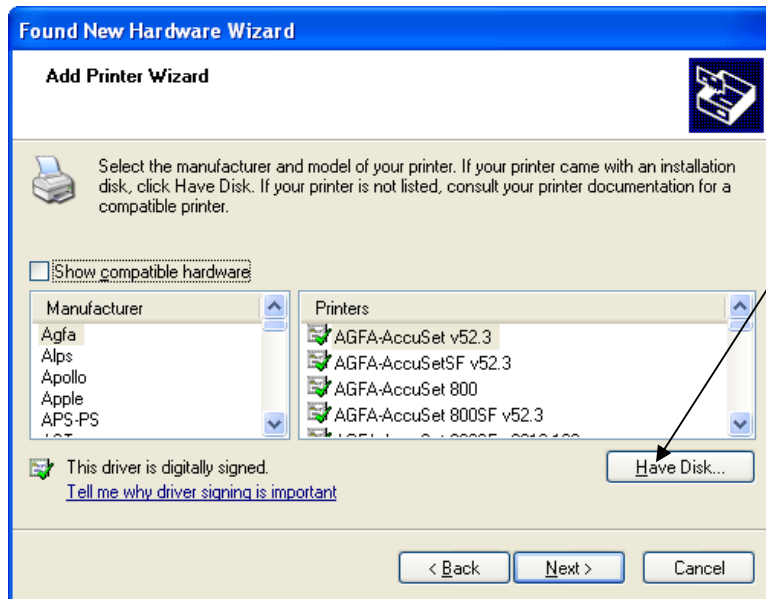 Found New Hardware Wizard
Add Printer Wizard
Select the manufacturer and model of your printer. If your printer came with an installation
disk, click Have Disk. If your printer is not listed, consult your printer documentation for a
compatible printer.
Show compatible hardware
Manufacturer
Agfa
Alps
Apollo
Apple
APS-PS
Printers
AGFA-AccuSet v52.3
AGFA-AccuSetSF v52.3
AGFA-AccuSet 800
AGFA-AccuSet 800SF v52.3
This driver is digitally signed.
Tell me why driver signing is important
Have Disk...
< Back
Next >
Cancel